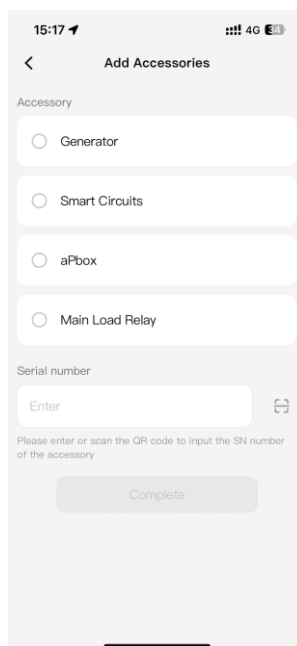 15:17
4G 34
Add Accessories
Accessory
Generator
Smart Circuits
aPbox
Main Load Relay
Serial number
Enter
Please enter or scan the QR code to input the SN number
of the accessory
Complete